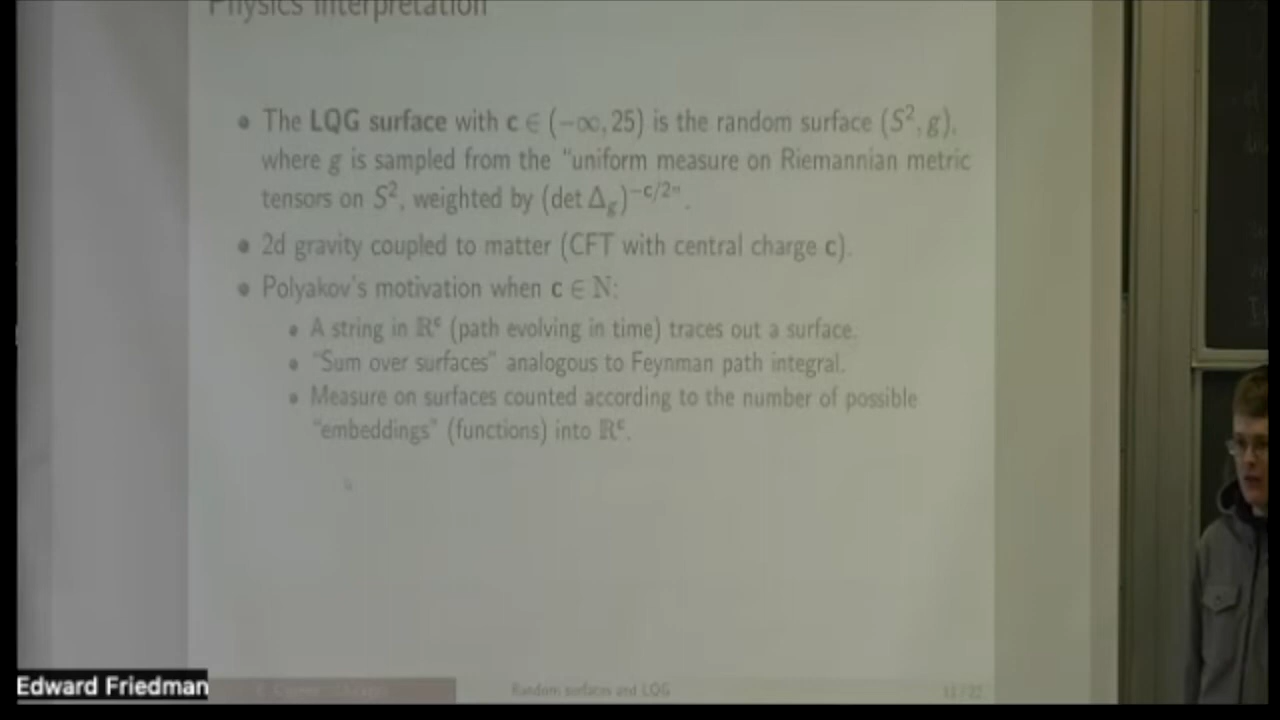 Physics interpretation
• The LQG surface with c ∈ (−∞, 25) is the random surface (S², g),
where g is sampled from the "uniform measure on Riemannian metric
tensors on S², weighted by (det Δ_g)^{−c/2}".
• 2d gravity coupled to matter (CFT with central charge c).
• Polyakov's motivation when c ∈ ℕ:
• A string in ℝ^c (path evolving in time) traces out a surface.
• "Sum over surfaces" analogous to Feynman path integral.
• Measure on surfaces counted according to the number of possible
"embeddings" (functions) into ℝ^c.
Edward Friedman
Random surfaces and LQG